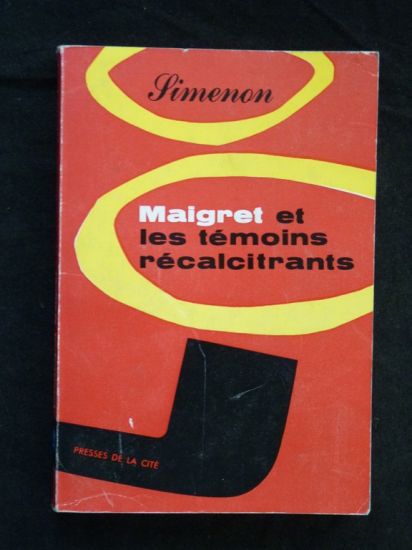 Simenon
Maigret et
les témoins
récalcitrants
PRESSES DE LA CITÉ